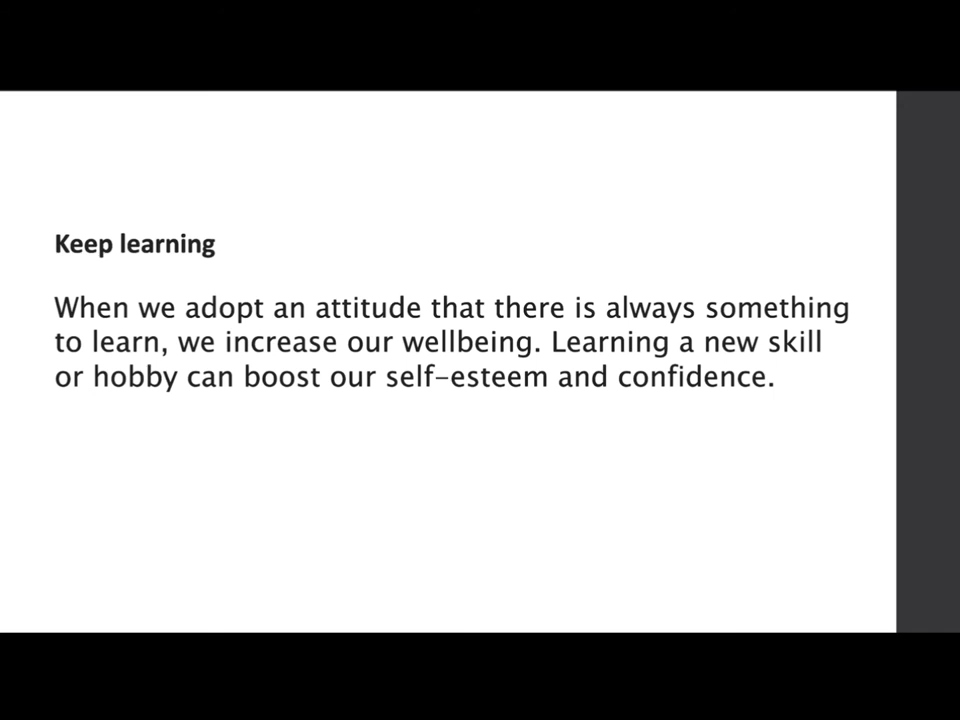 Keep learning
When we adopt an attitude that there is always something
to learn, we increase our wellbeing. Learning a new skill
or hobby can boost our self-esteem and confidence.